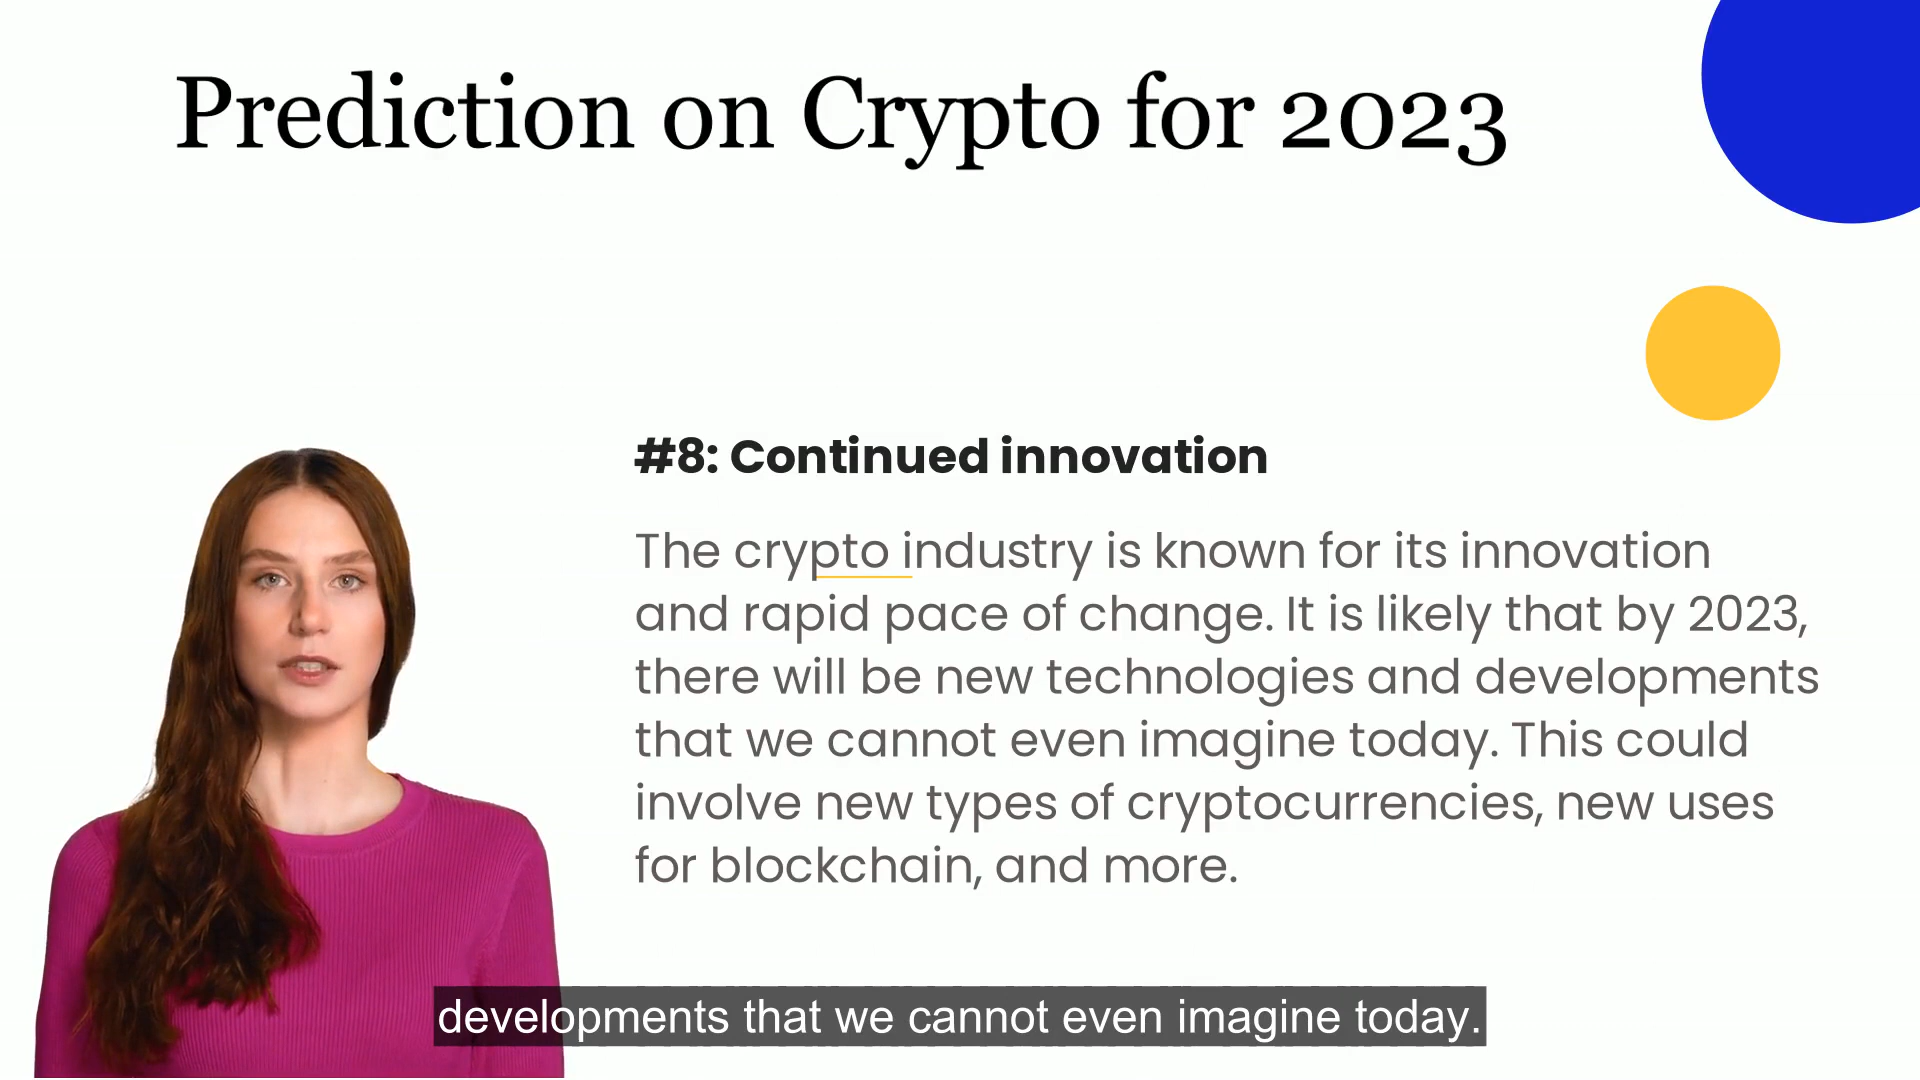 Prediction on Crypto for 2023
#8: Continued innovation
The crypto industry is known for its innovation
and rapid pace of change. It is likely that by 2023,
there will be new technologies and developments
that we cannot even imagine today. This could
involve new types of cryptocurrencies, new uses
for blockchain, and more.
developments that we cannot even imagine today.